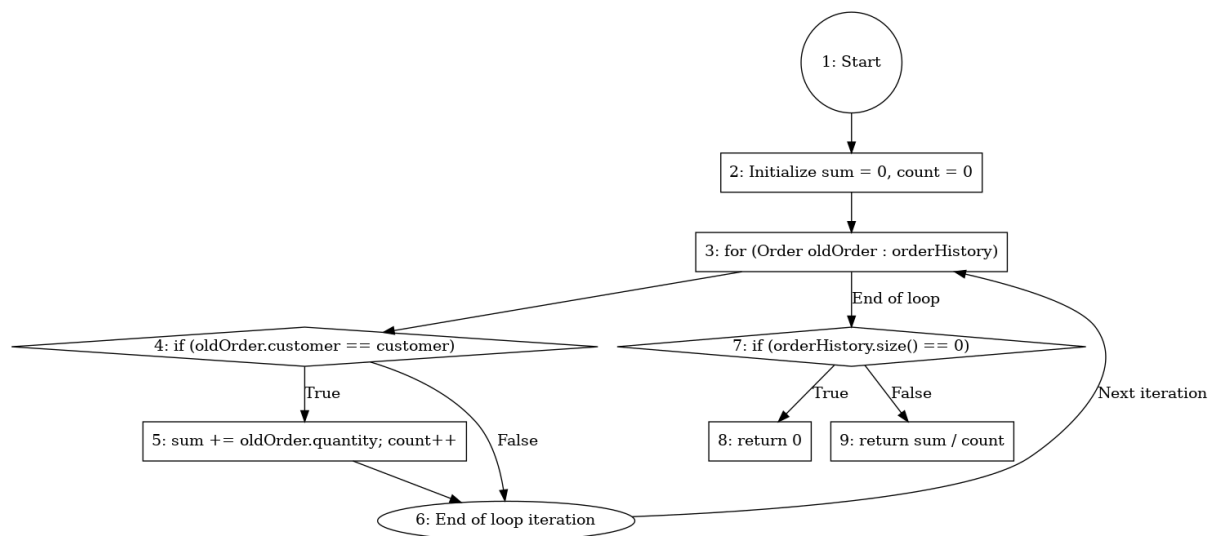 1: Start
2: Initialize sum = 0, count = 0
3: for (Order oldOrder : orderHistory)
End of loop
4: if (oldOrder.customer == customer)
7: if (orderHistory.size() == 0)
True
True
False
Next iteration
5: sum += oldOrder.quantity; count++
False
8: return 0
9: return sum / count
6: End of loop iteration